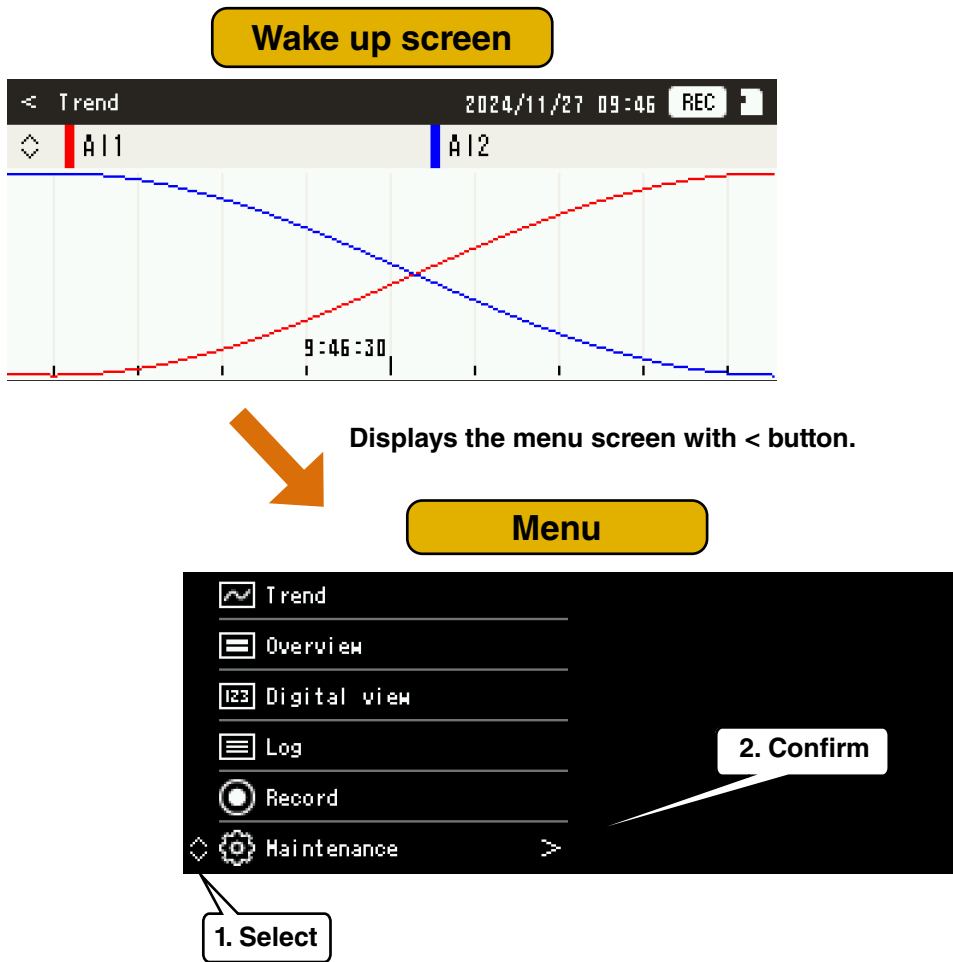 Wake up screen
< Trend 2024/11/27 09:46 REC
AI1 AI2
9:46:30
Displays the menu screen with < button.
Menu
Trend
Overview
123 Digital view
Log
2. Confirm
Record
Maintenance >
1. Select